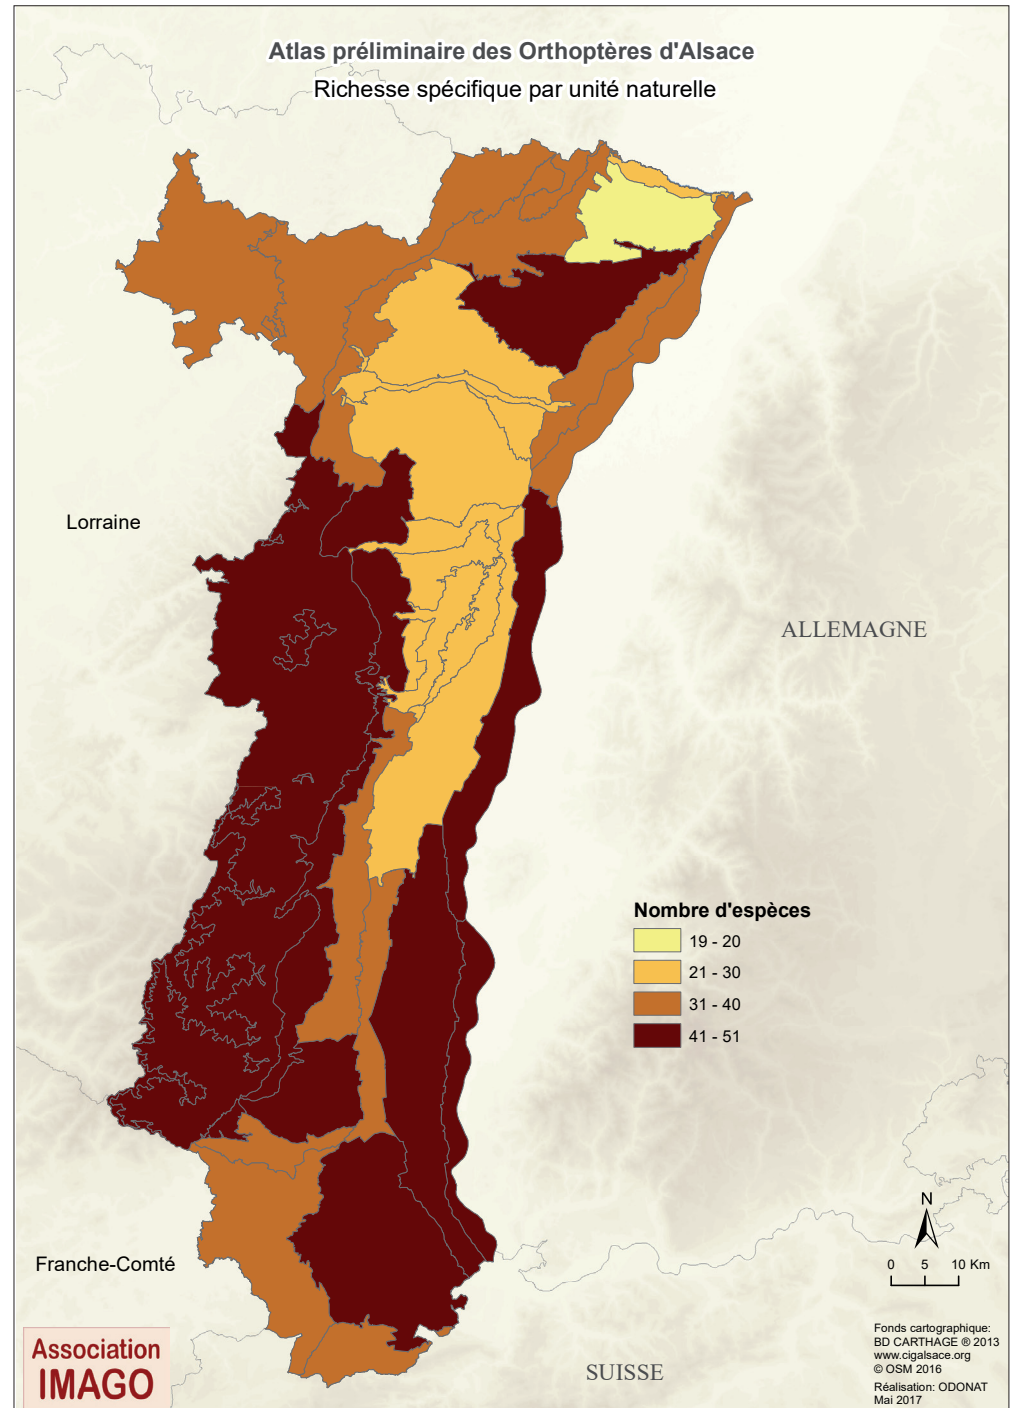 Atlas préliminaire des Orthoptères d'Alsace
Richesse spécifique par unité naturelle
Lorraine
ALLEMAGNE
Nombre d'espèces
19 - 20
21 - 30
31 - 40
41 - 51
N
0 5 10 Km
Franche-Comté
SUISSE
Association
IMAGO
Fonds cartographique:
BD CARTHAGE ® 2013
www.cigalsace.org
© OSM 2016
Réalisation: ODONAT
Mai 2017